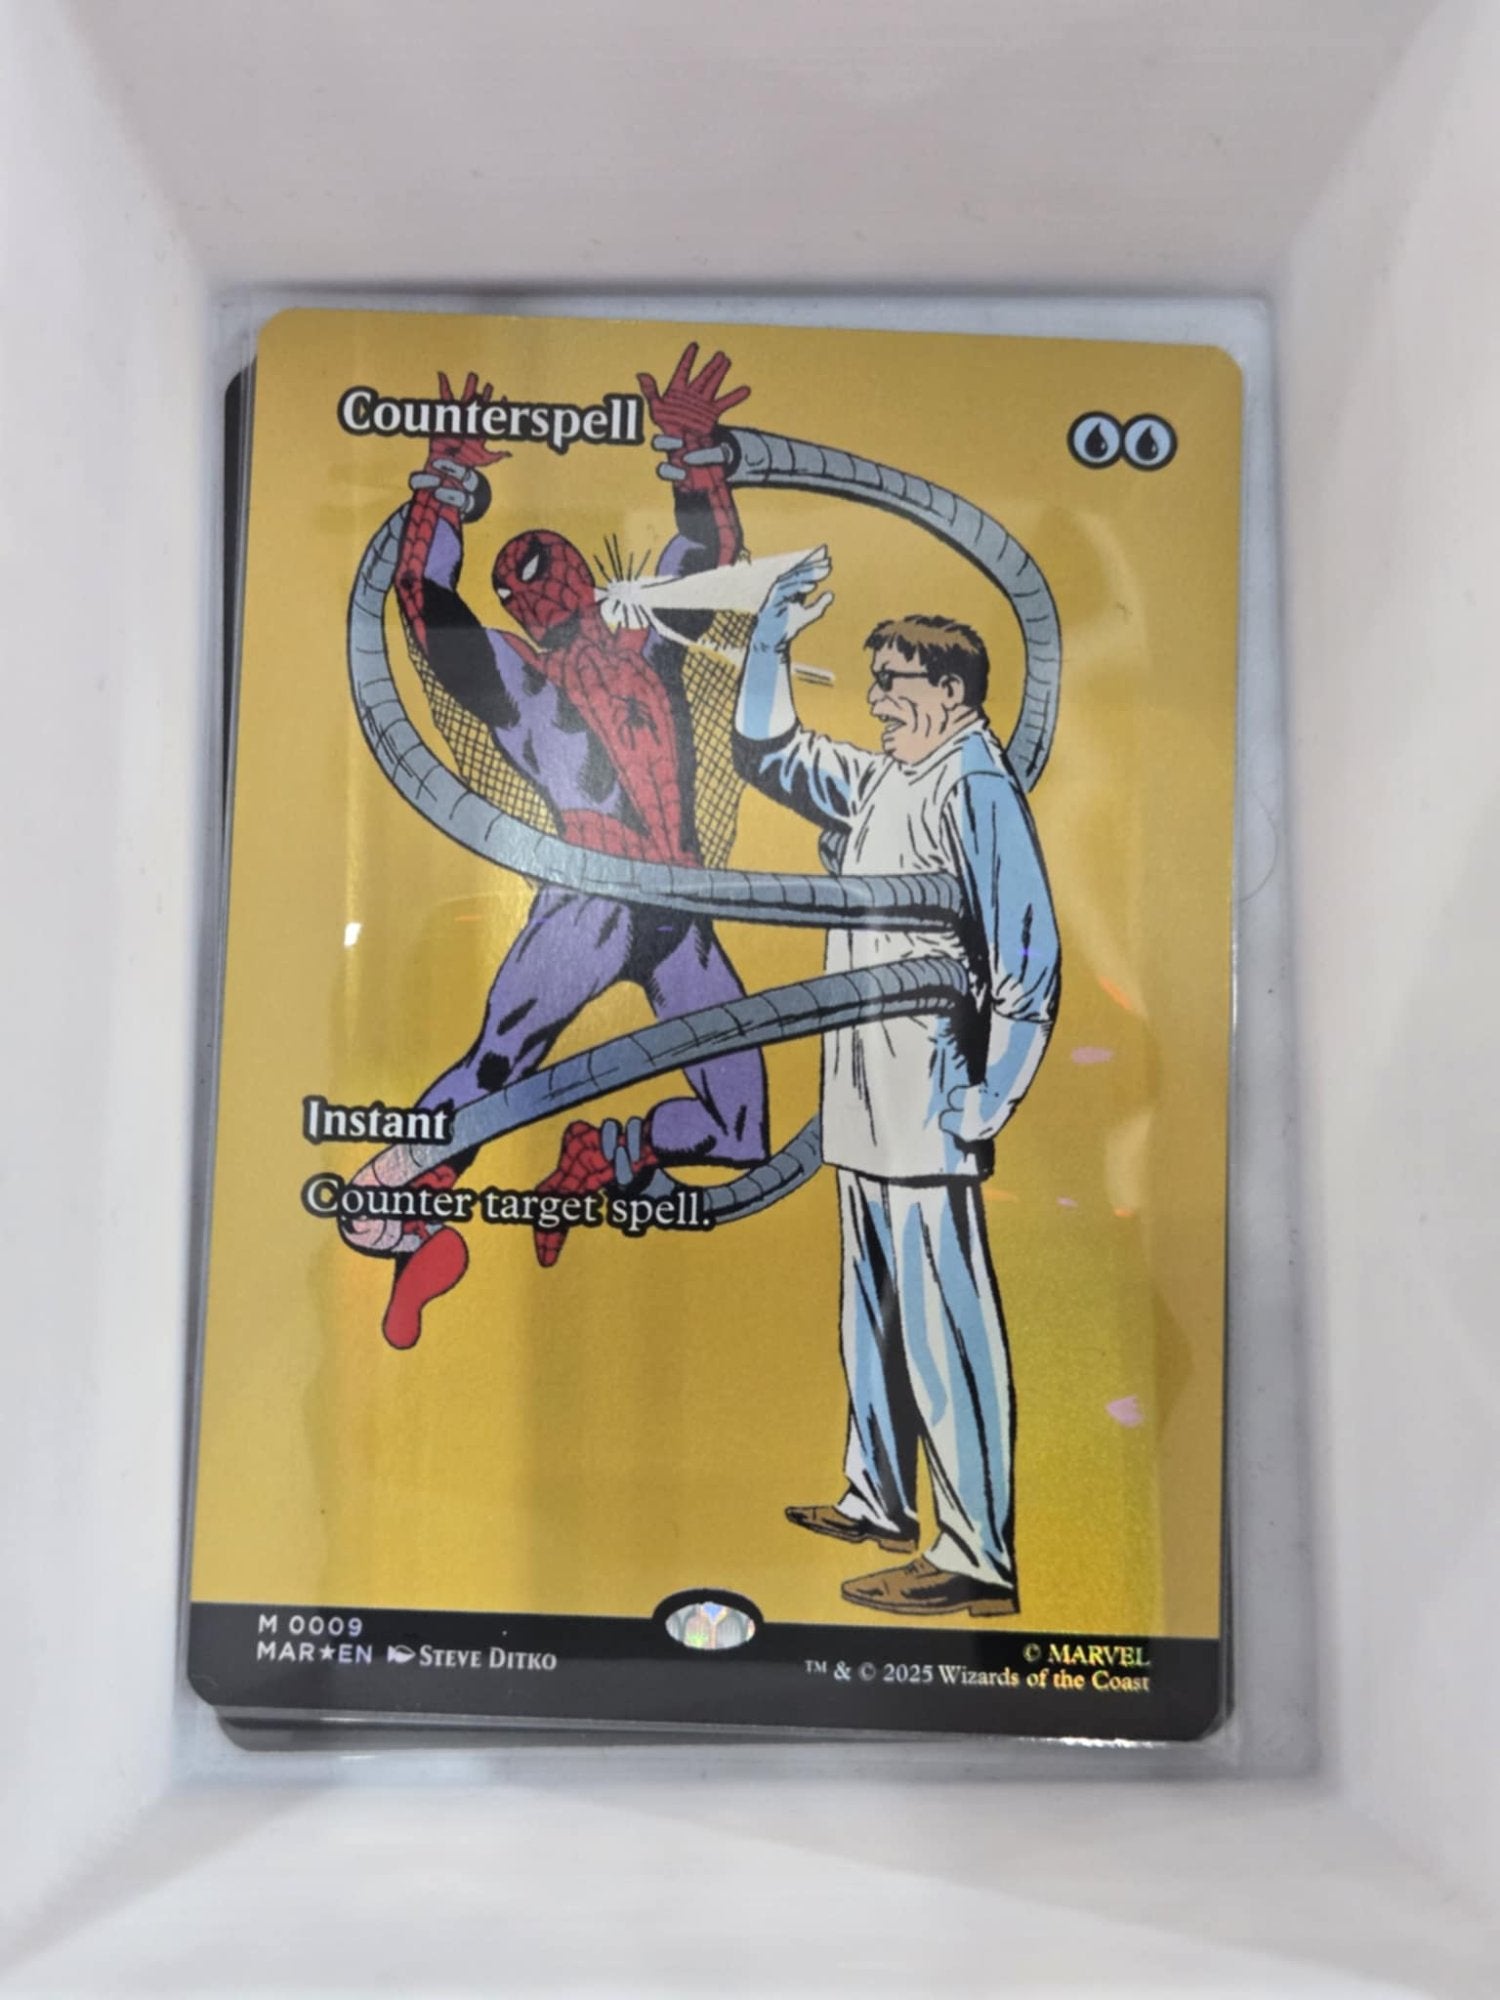 Counterspell
Instant
Counter target spell.
M 0009
MAR★EN Steve Ditko
© MARVEL
™ & © 2025 Wizards of the Coast